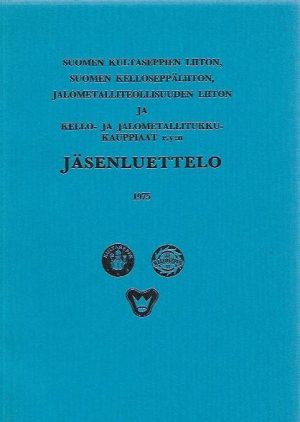 SUOMEN KULTASEPPIEN LIITON,
SUOMEN KELLOSEPPÄLIITON,
JALOMETALLITEOLLISUUDEN LIITON
JA
KELLO- JA JALOMETALLITUKKU-
KAUPPIAAT r.y:n
JÄSENLUETTELO
1975